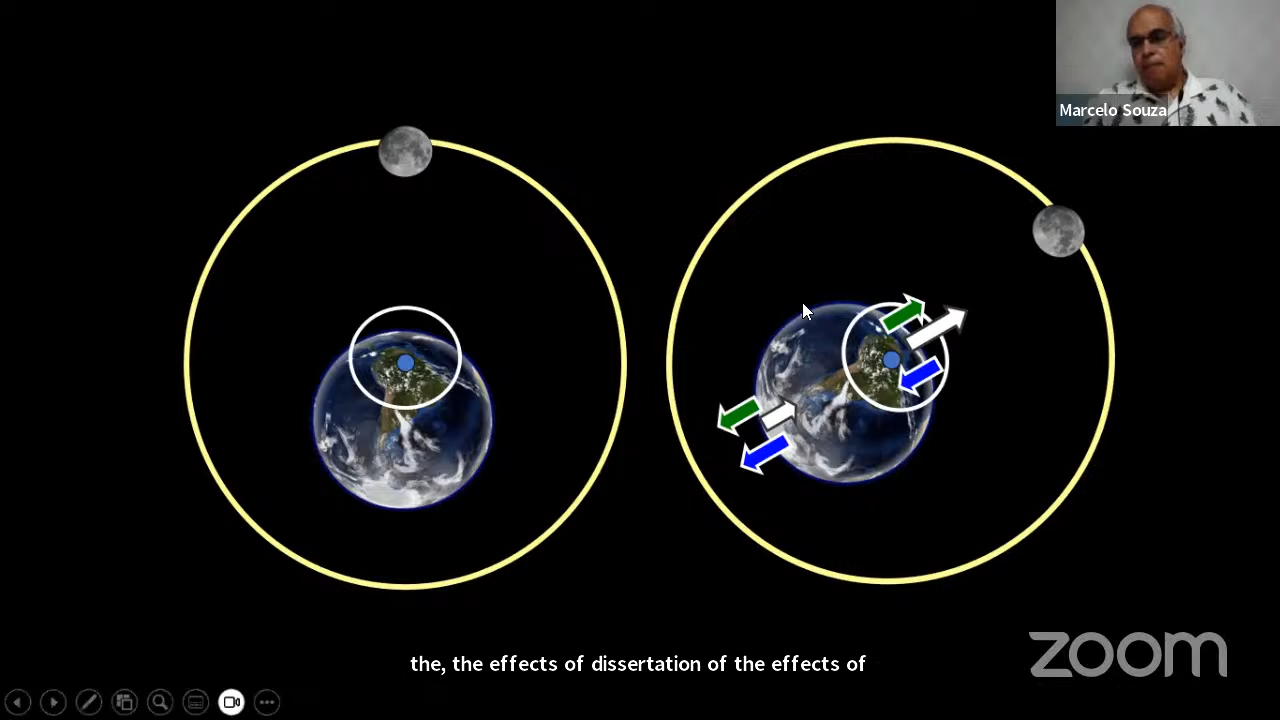 Marcelo Souza
the, the effects of dissertation of the effects of
zoom